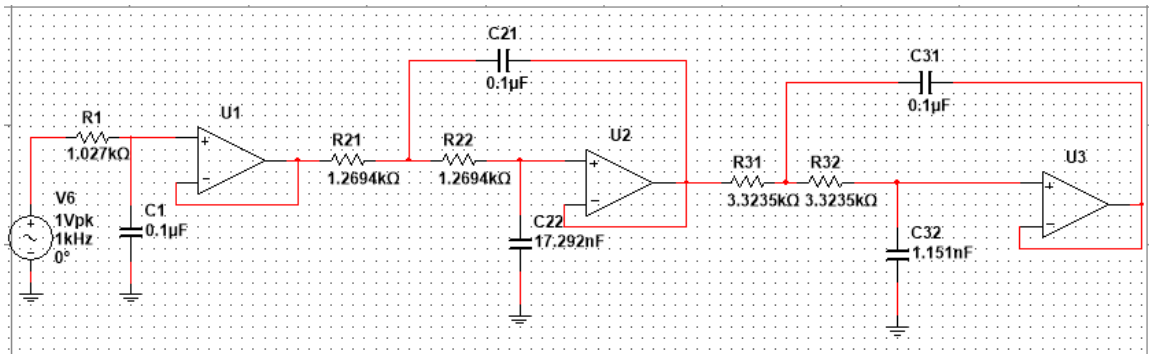 C21
0.1µF
C31
0.1µF
R1
1.027kΩ
U1
R21
1.2694kΩ
R22
1.2694kΩ
U2
R31
3.3235kΩ
R32
3.3235kΩ
U3
V6
1Vpk
1kHz
0°
C1
0.1µF
C22
17.292nF
C32
1.151nF